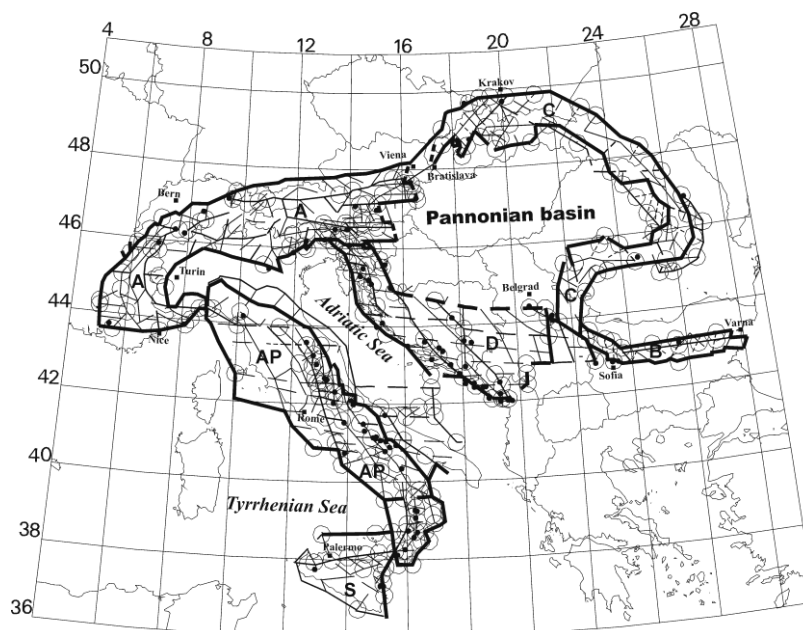 4
8
12
16
20
24
28
50
Krakov
C
48
Viena
Bratislava
Bern
A
Pannonian basin
46
A
Turin
Belgrad
C
44
Nice
Adriatic Sea
D
Varna
B
AP
Sofia
42
Rome
40
AP
Tyrrhenian Sea
38
Palermo
S
36